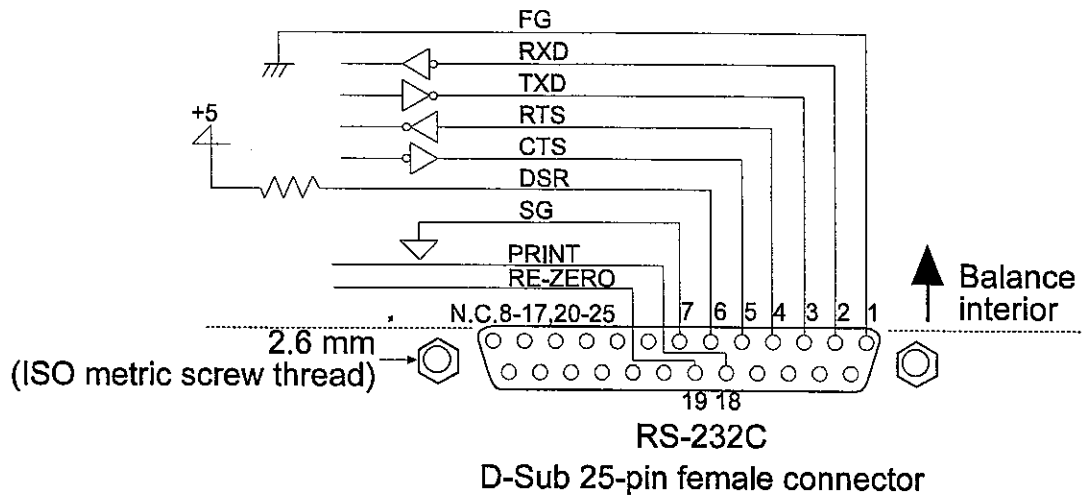 FG
RXD
TXD
RTS
+5
CTS
DSR
SG
PRINT
RE-ZERO
N.C.8-17,20-25 7 6 5 4 3 2 1
Balance
interior
2.6 mm
(ISO metric screw thread)
19 18
RS-232C
D-Sub 25-pin female connector